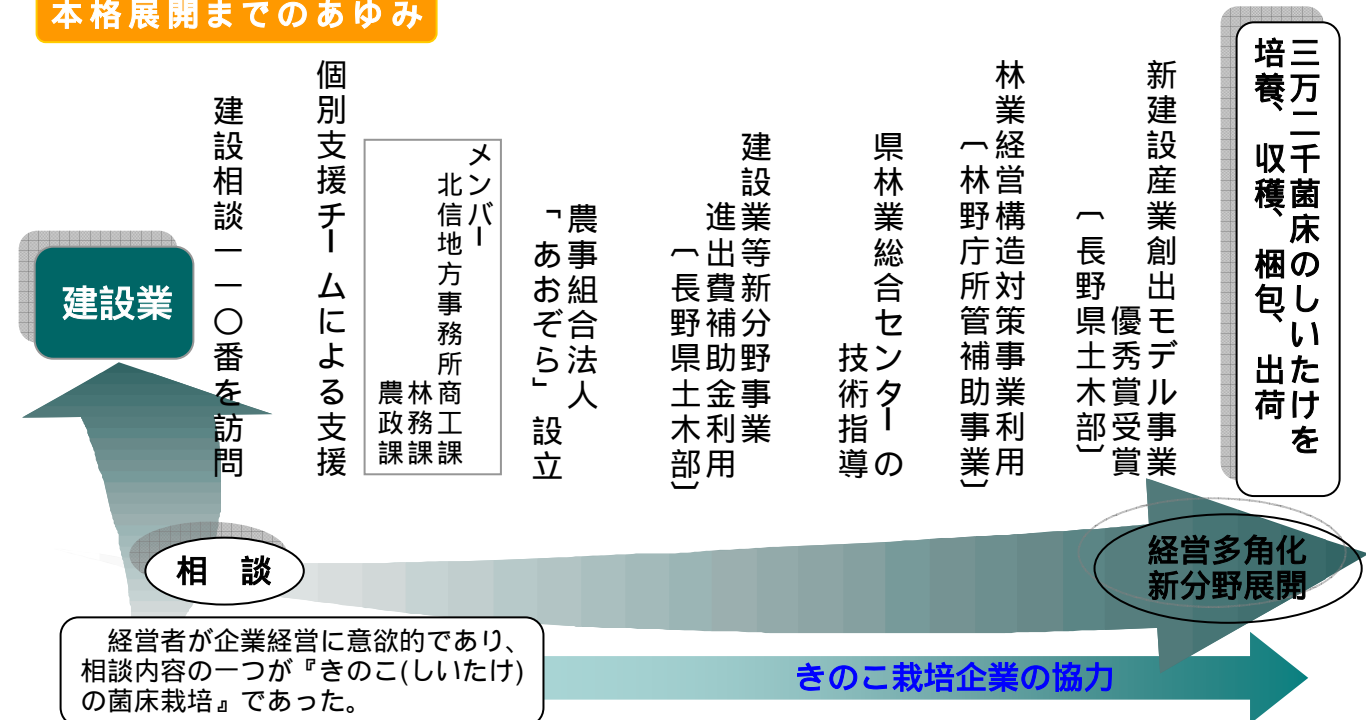 本格展開までのあゆみ
建設業
建設相談一一〇番を訪問
個別支援チームによる支援
メンバー
北信地方事務所商工課
林務課
農政課
農事組合法人
「あおぞら」設立
建設業等新分野事業
進出費補助金利用
〔長野県土木部〕
県林業総合センターの
技術指導
林業経営構造対策事業利用
〔林野庁所管補助事業〕
新建設産業創出モデル事業
優秀賞受賞
〔長野県土木部〕
三万二千菌床のしいたけを
培養、収穫、梱包、出荷
相 談
経営多角化
新分野展開
経営者が企業経営に意欲的であり、
相談内容の一つが『きのこ(しいたけ)
の菌床栽培』であった。
きのこ栽培企業の協力